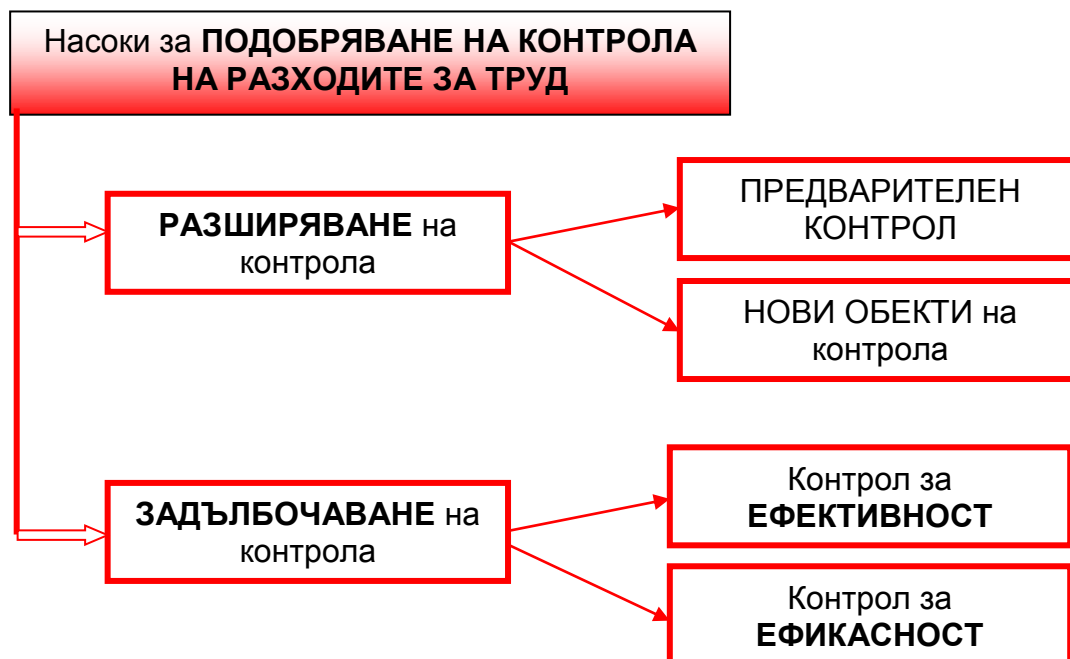 Насоки за ПОДОБРЯВАНЕ НА КОНТРОЛА
НА РАЗХОДИТЕ ЗА ТРУД
РАЗШИРЯВАНЕ на
контрола
ПРЕДВАРИТЕЛЕН
КОНТРОЛ
НОВИ ОБЕКТИ на
контрола
ЗАДЪЛБОЧАВАНЕ на
контрола
Контрол за
ЕФЕКТИВНОСТ
Контрол за
ЕФИКАСНОСТ